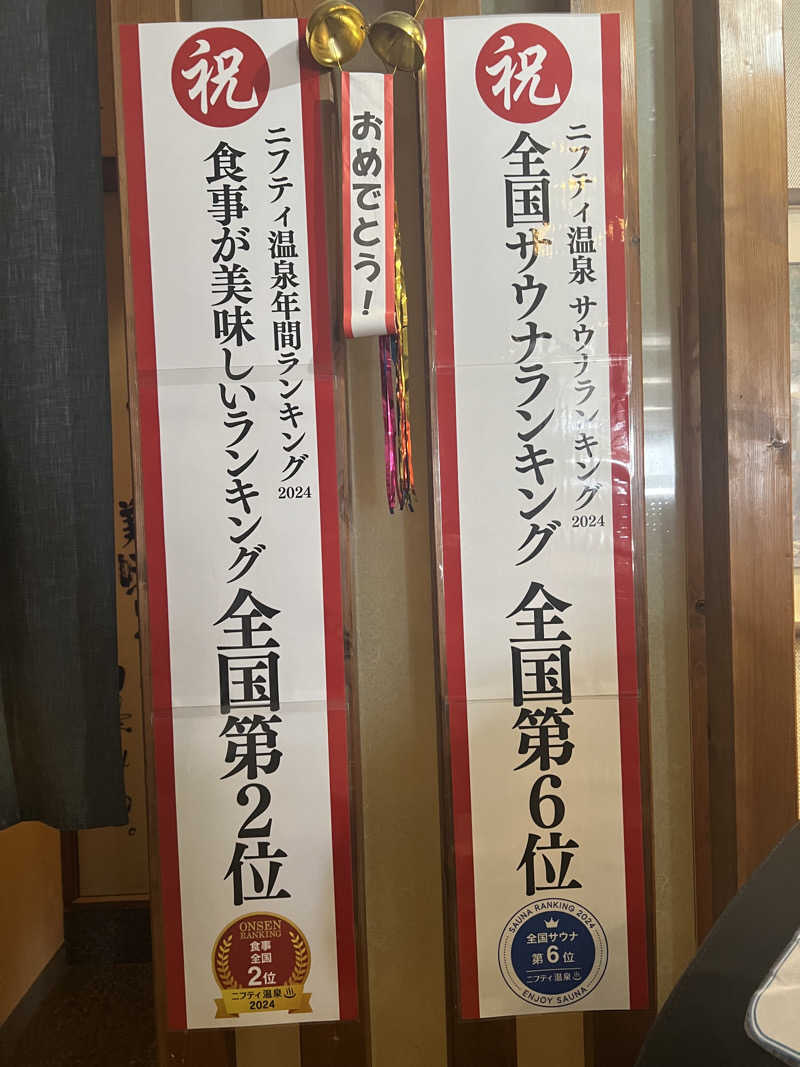 祝
ニフティ温泉年間ランキング2024
食事が美味しいランキング 全国第2位
ONSEN
RANKING
食事
全国
2位
ニフティ温泉
2024
おめでとう!
祝
ニフティ温泉 サウナランキング2024
全国サウナランキング 全国第6位
SAUNA RANKING 2024
全国サウナ
第6位
ニフティ温泉
ENJOY SAUNA